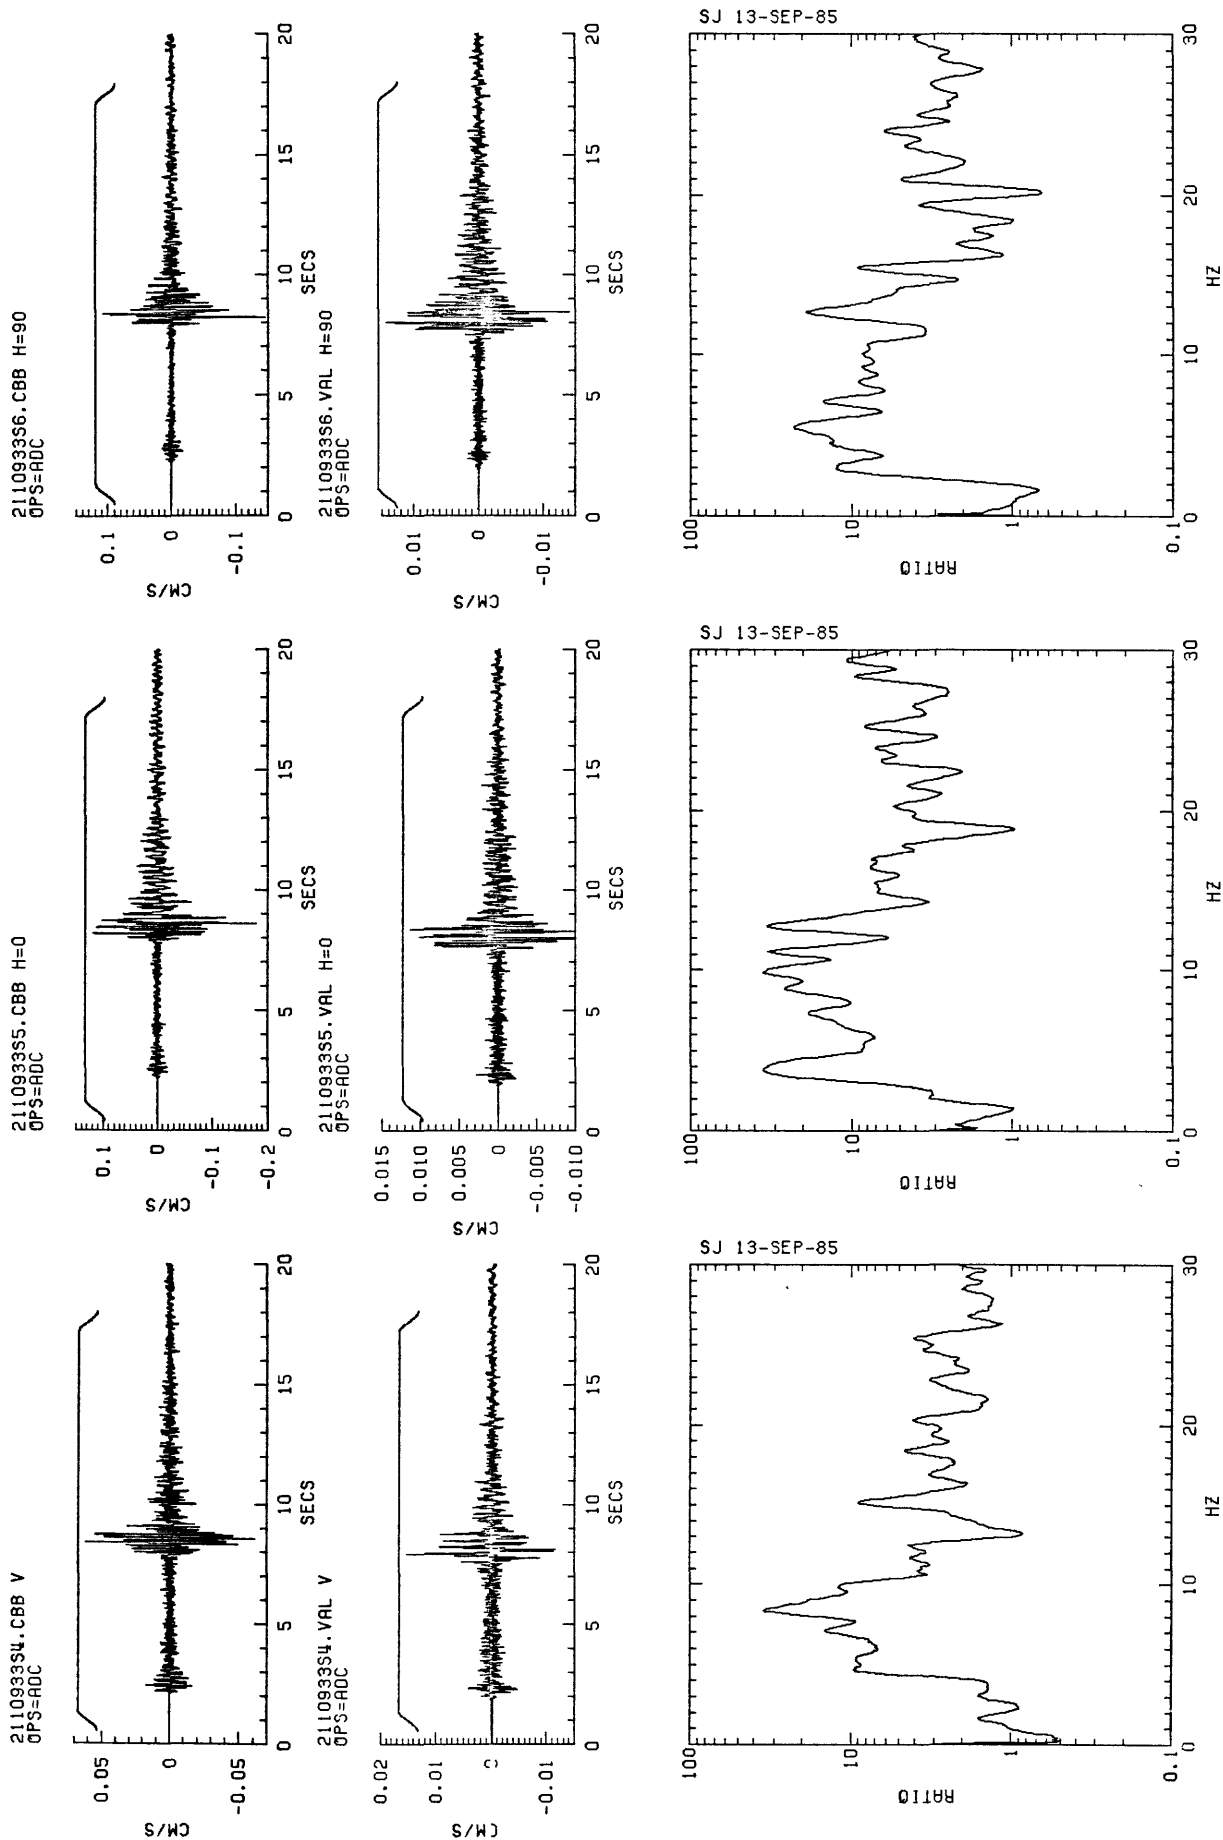 2110933S4.CBB V
OPS=ADC
0.05
0
-0.05
CM/S
0 5 10 15 20
SECS
2110933S4.VAL V
OPS=ADC
0.02
0.01
0
-0.01
CM/S
0 5 10 15 20
SECS
SJ 13-SEP-85
100
10
1
0.1
RATIO
0 10 20 30
HZ
2110933S5.CBB H=0
OPS=ADC
0.1
0
-0.1
-0.2
CM/S
0 5 10 15 20
SECS
2110933S5.VAL H=0
OPS=ADC
0.015
0.010
0.005
0
-0.005
-0.010
CM/S
0 5 10 15 20
SECS
SJ 13-SEP-85
100
10
1
0.1
RATIO
0 10 20 30
HZ
2110933S6.CBB H=90
OPS=ADC
0.1
0
-0.1
CM/S
0 5 10 15 20
SECS
2110933S6.VAL H=90
OPS=ADC
0.01
0
-0.01
CM/S
0 5 10 15 20
SECS
SJ 13-SEP-85
100
10
1
0.1
RATIO
0 10 20 30
HZ